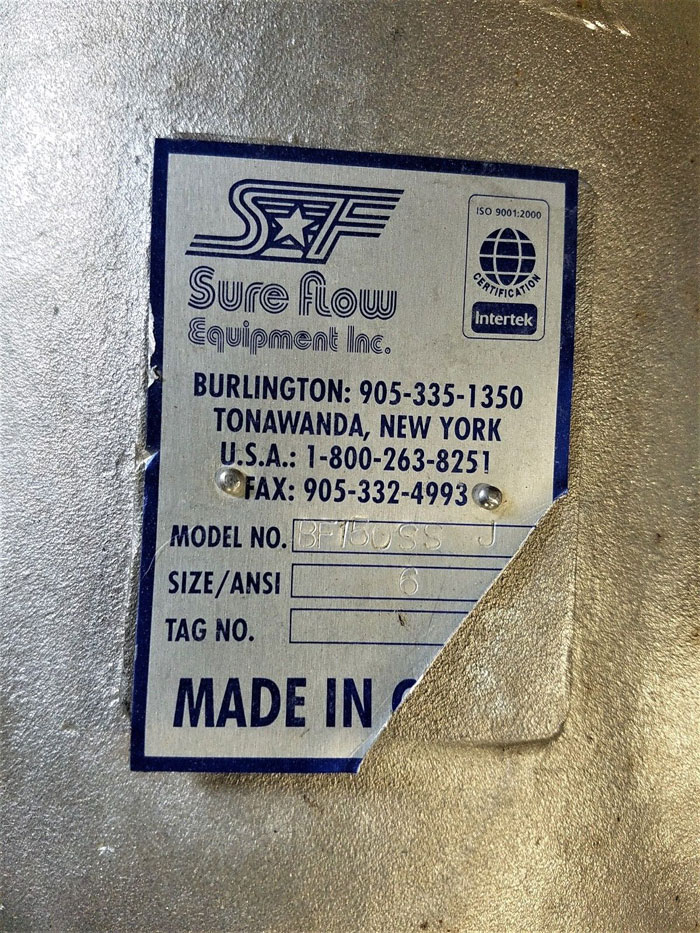 SF
Sure flow
Equipment Inc.
ISO 9001:2000
CERTIFICATION
Intertek
BURLINGTON: 905-335-1350
TONAWANDA, NEW YORK
U.S.A.: 1-800-263-8251
FAX: 905-332-4993
MODEL NO. BF150SS J
SIZE/ANSI 6
TAG NO.
MADE IN